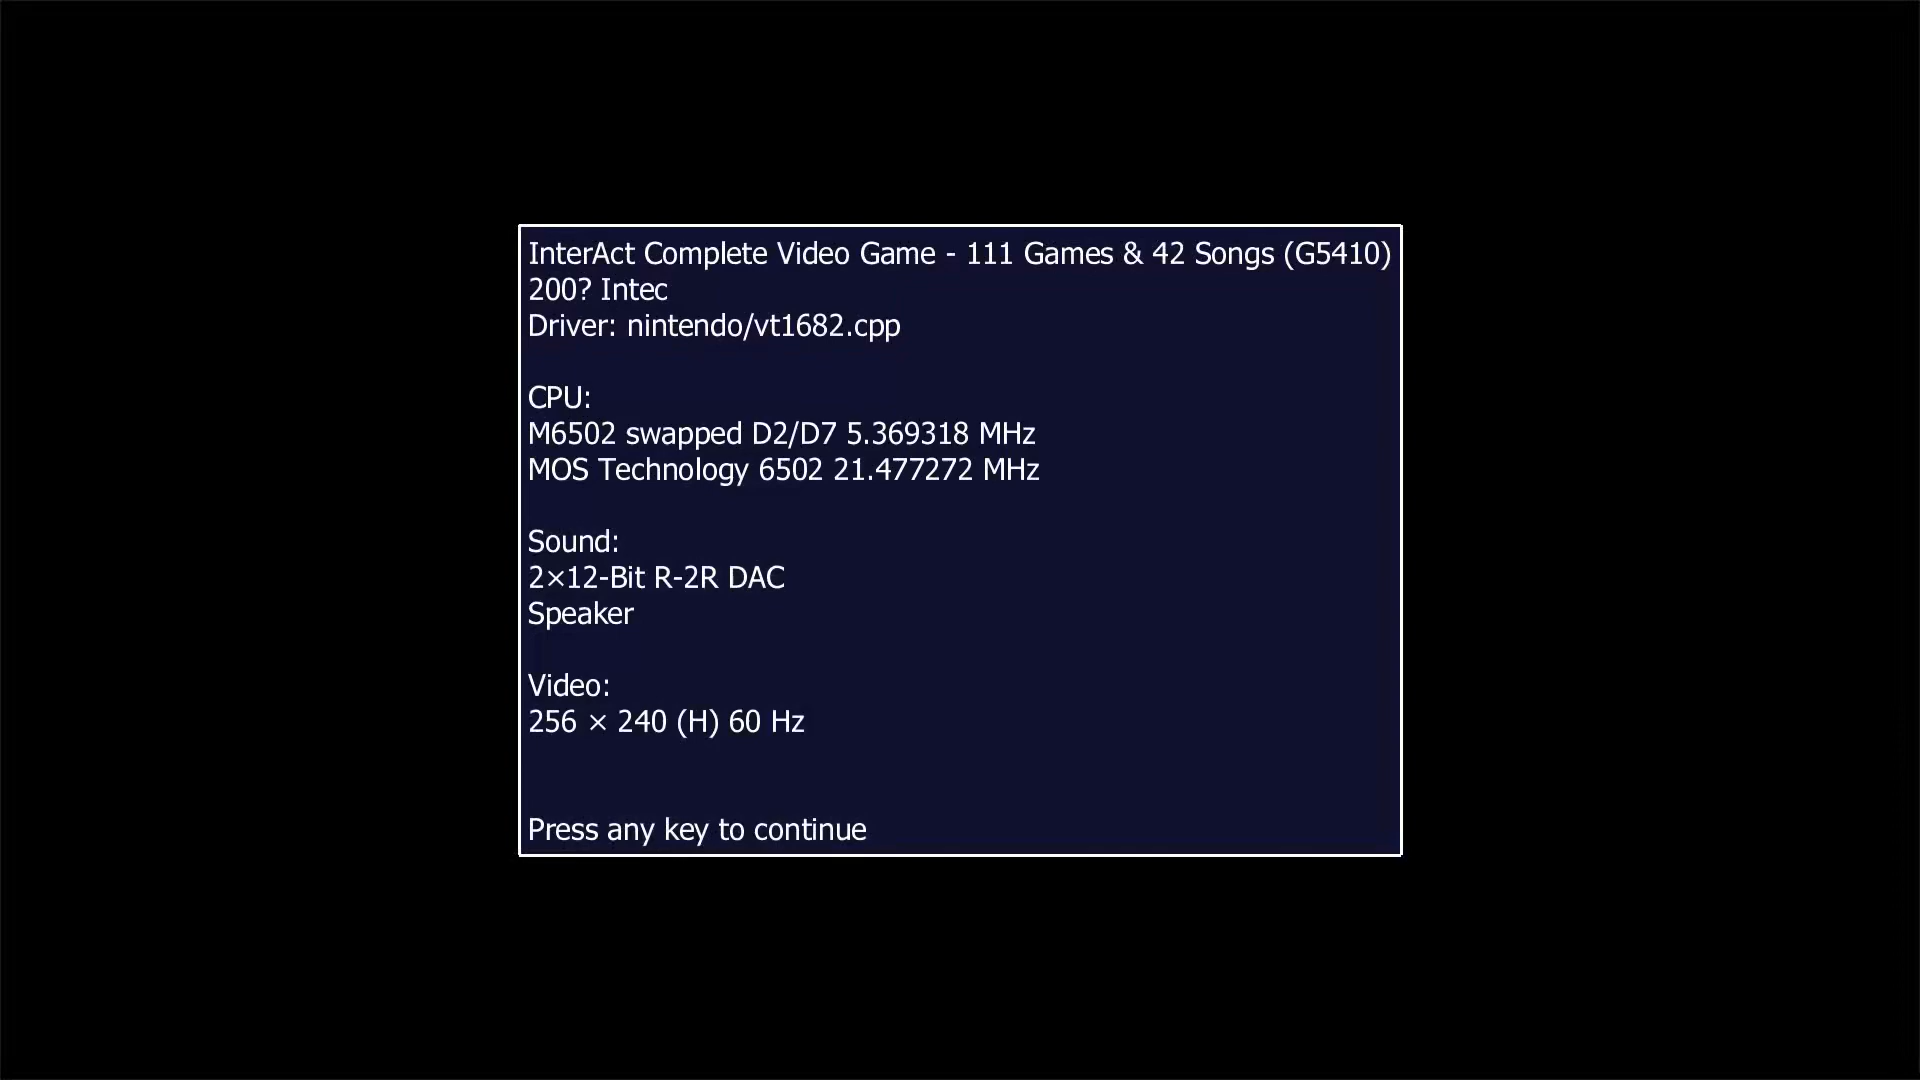 InterAct Complete Video Game - 111 Games & 42 Songs (G5410)
200? Intec
Driver: nintendo/vt1682.cpp
CPU:
M6502 swapped D2/D7 5.369318 MHz
MOS Technology 6502 21.477272 MHz
Sound:
2×12-Bit R-2R DAC
Speaker
Video:
256 × 240 (H) 60 Hz
Press any key to continue